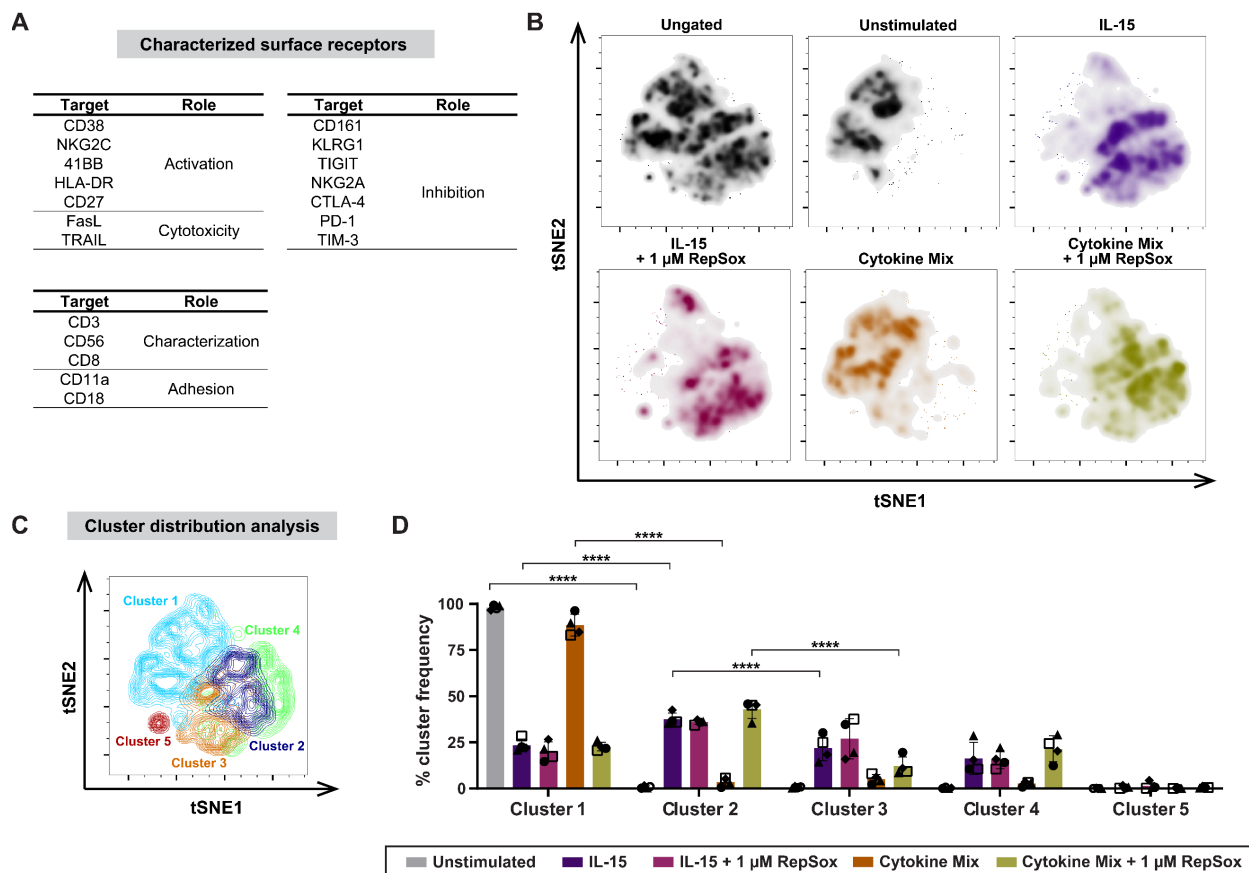 A
Characterized surface receptors
Target Role
CD38
NKG2C
41BB
HLA-DR
CD27
Activation
FasL
TRAIL
Cytotoxicity
Target Role
CD161
KLRG1
TIGIT
NKG2A
CTLA-4
PD-1
TIM-3
Inhibition
Target Role
CD3
CD56
CD8
Characterization
CD11a
CD18
Adhesion
B
Ungated
Unstimulated
IL-15
IL-15
+ 1 µM RepSox
Cytokine Mix
Cytokine Mix
+ 1 µM RepSox
tSNE2
tSNE1
C
Cluster distribution analysis
Cluster 1
Cluster 4
Cluster 5
Cluster 2
Cluster 3
tSNE2
tSNE1
D
% cluster frequency
100
75
50
25
0
****
****
****
****
****
Cluster 1
Cluster 2
Cluster 3
Cluster 4
Cluster 5
Unstimulated
IL-15
IL-15 + 1 µM RepSox
Cytokine Mix
Cytokine Mix + 1 µM RepSox